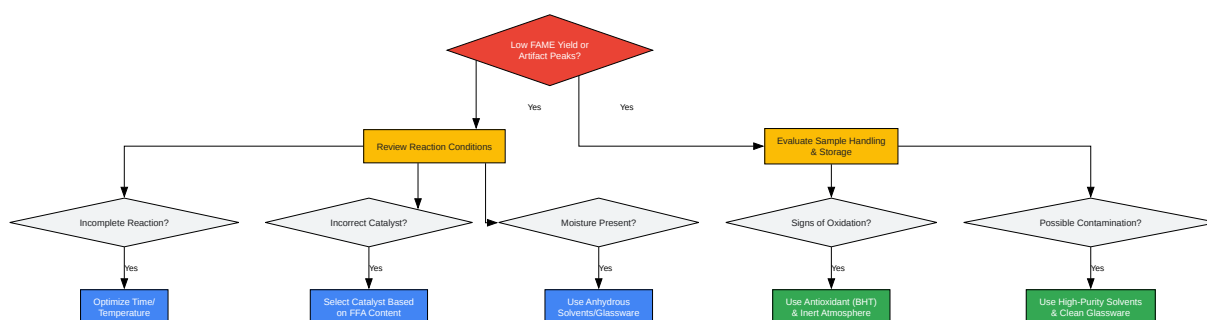 Low FAME Yield or
Artifact Peaks?
Yes
Yes
Review Reaction Conditions
Evaluate Sample Handling
& Storage
Incomplete Reaction?
Incorrect Catalyst?
Moisture Present?
Signs of Oxidation?
Possible Contamination?
Yes
Yes
Yes
Yes
Yes
Optimize Time/
Temperature
Select Catalyst Based
on FFA Content
Use Anhydrous
Solvents/Glassware
Use Antioxidant (BHT)
& Inert Atmosphere
Use High-Purity Solvents
& Clean Glassware